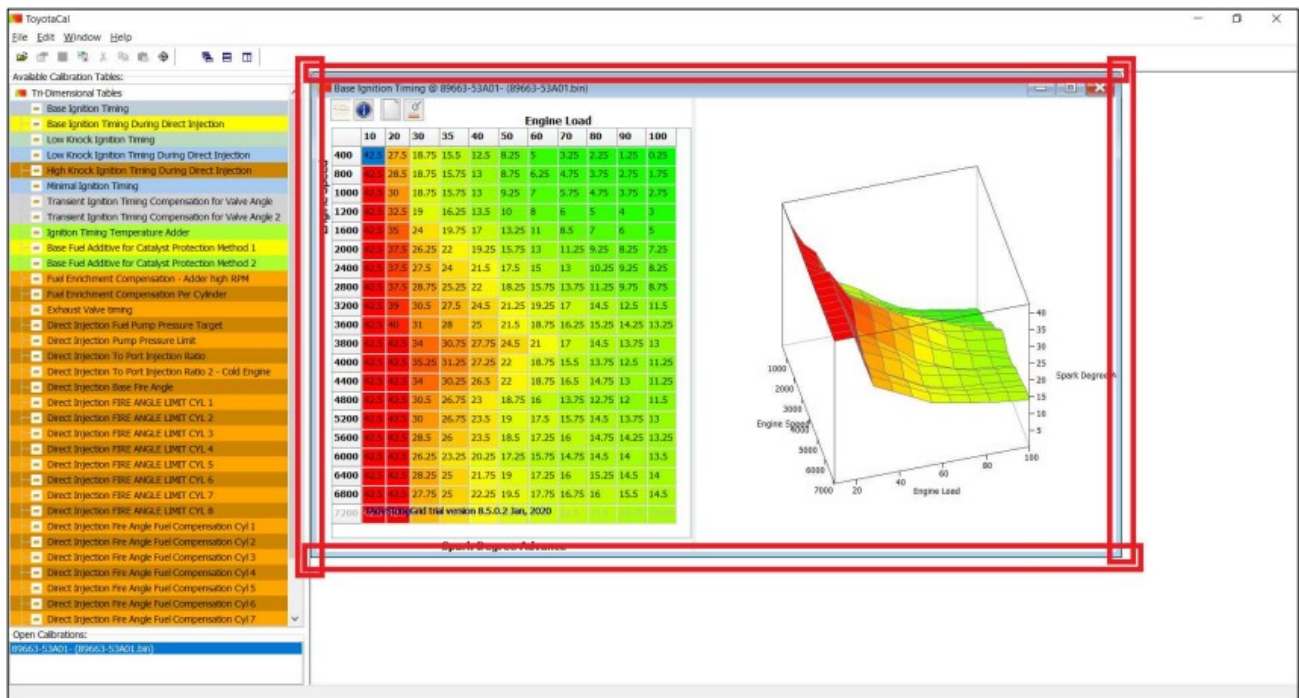 ToyotaCal
File Edit Window Help
Available Calibration Tables:
Tri-Dimensional Tables
Base Ignition Timing
Base Ignition Timing During Direct Injection
Low Knock Ignition Timing
Low Knock Ignition Timing During Direct Injection
High Knock Ignition Timing During Direct Injection
Minimal Ignition Timing
Transient Ignition Timing Compensation for Valve Angle
Transient Ignition Timing Compensation for Valve Angle 2
Ignition Timing Temperature Adder
Base Fuel Additive for Catalyst Protection Method 1
Base Fuel Additive for Catalyst Protection Method 2
Fuel Enrichment Compensation - Adder high RPM
Fuel Enrichment Compensation Per Cylinder
Exhaust Valve timing
Direct Injection Fuel Pump Pressure Target
Direct Injection Pump Pressure Limit
Direct Injection To Port Injection Ratio
Direct Injection To Port Injection Ratio 2 - Cold Engine
Direct Injection Base Fire Angle
Direct Injection FIRE ANGLE LIMIT CYL 1
Direct Injection FIRE ANGLE LIMIT CYL 2
Direct Injection FIRE ANGLE LIMIT CYL 3
Direct Injection FIRE ANGLE LIMIT CYL 4
Direct Injection FIRE ANGLE LIMIT CYL 5
Direct Injection FIRE ANGLE LIMIT CYL 6
Direct Injection FIRE ANGLE LIMIT CYL 7
Direct Injection FIRE ANGLE LIMIT CYL 8
Direct Injection Fire Angle Fuel Compensation Cyl 1
Direct Injection Fire Angle Fuel Compensation Cyl 2
Direct Injection Fire Angle Fuel Compensation Cyl 3
Direct Injection Fire Angle Fuel Compensation Cyl 4
Direct Injection Fire Angle Fuel Compensation Cyl 5
Direct Injection Fire Angle Fuel Compensation Cyl 6
Direct Injection Fire Angle Fuel Compensation Cyl 7
Open Calibrations:
89663-53A01- (89663-53A01.bin)
Base Ignition Timing @ 89663-53A01- (89663-53A01.bin)
Engine Load
Engine Speed
10 20 30 35 40 50 60 70 80 90 100
400 42.5 27.5 18.75 15.5 12.5 8.25 5 3.25 2.25 1.25 0.25
800 42.5 28.5 18.75 15.75 13 8.75 6.25 4.75 3.75 2.75 1.75
1000 42.5 30 18.75 15.75 13 9.25 7 5.75 4.75 3.75 2.75
1200 42.5 32.5 19 16.25 13.5 10 8 6 5 4 3
1600 42.5 35 24 19.75 17 13.25 11 8.5 7 6 5
2000 42.5 37.5 26.25 22 19.25 15.75 13 11.25 9.25 8.25 7.25
2400 42.5 37.5 27.5 24 21.5 17.5 15 13 10.25 9.25 8.25
2800 42.5 37.5 28.75 25.25 22 18.25 15.75 13.75 11.25 9.75 8.75
3200 42.5 39 30.5 27.5 24.5 21.25 19.25 17 14.5 12.5 11.5
3600 42.5 40 31 28 25 21.5 18.75 16.25 15.25 14.25 13.25
3800 42.5 42.5 34 30.75 27.75 24.5 21 17 14.5 13.75 13
4000 42.5 42.5 35.25 31.25 27.25 22 18.75 15.5 13.75 12.5 11.25
4400 42.5 42.5 34 30.25 26.5 22 18.75 16.5 14.75 13 11.25
4800 42.5 42.5 30.5 26.75 23 18.75 16 13.75 12.75 12 11.5
5200 42.5 42.5 30 26.75 23.5 19 17.5 15.75 14.5 13.75 13
5600 42.5 42.5 28.5 26 23.5 18.5 17.25 16 14.75 14.25 13.25
6000 42.5 42.5 26.25 23.25 20.25 17.25 15.75 14.75 14.5 14 13.5
6400 42.5 42.5 28.25 25 21.75 19 17.25 16 15.25 14.5 14
6800 42.5 42.5 27.75 25 22.25 19.5 17.75 16.75 16 15.5 14.5
7200 trial version 8.5.0.2 Jan, 2020
Spark Degree Advance
40
35
30
25
20
15
10
5
Spark Degree A
1000
2000
3000
4000
5000
6000
7000
Engine Speed
20
40
60
80
100
Engine Load